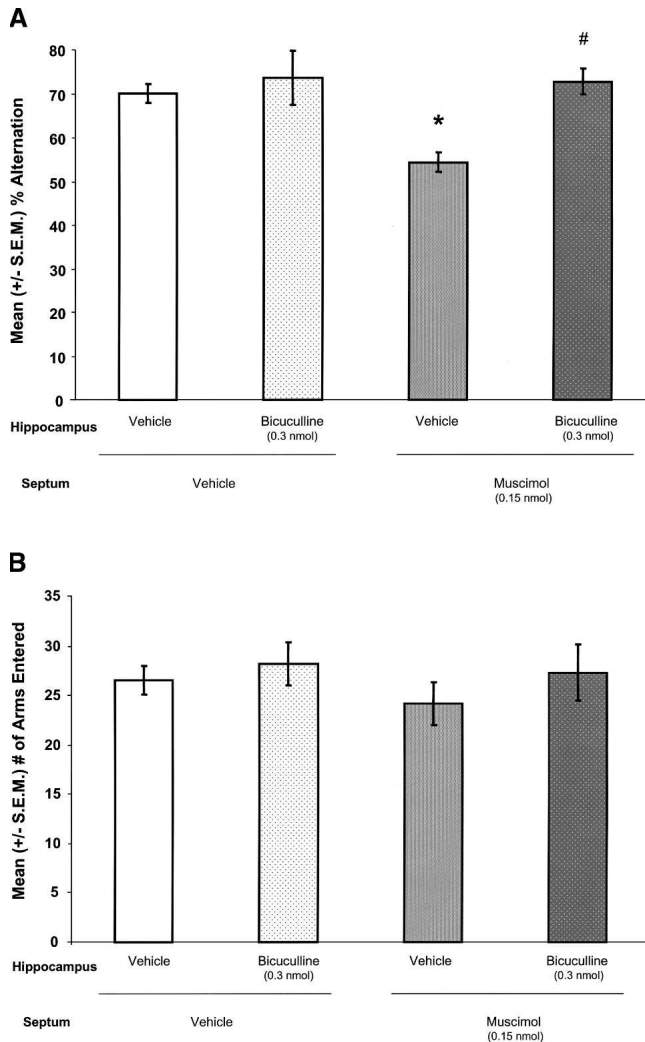 A
Mean (+/- S.E.M.) % Alternation
80
70
60
50
40
30
20
10
0
*
#
Hippocampus Vehicle Bicuculline Vehicle Bicuculline
(0.3 nmol) (0.3 nmol)
Septum Vehicle Muscimol
(0.15 nmol)
B
Mean (+/- S.E.M.) # of Arms Entered
35
30
25
20
15
10
5
0
Hippocampus Vehicle Bicuculline Vehicle Bicuculline
(0.3 nmol) (0.3 nmol)
Septum Vehicle Muscimol
(0.15 nmol)